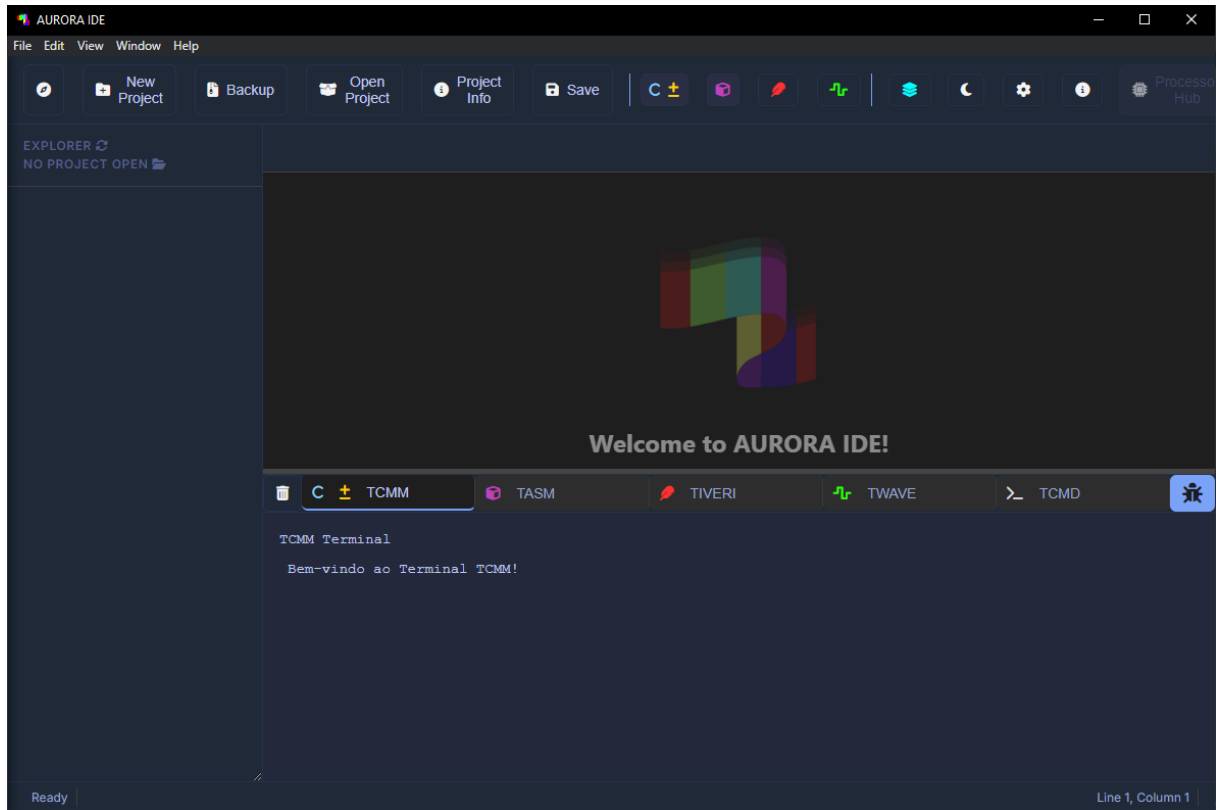 AURORA IDE
File Edit View Window Help
New Project
Backup
Open Project
Project Info
Save
C ±
Processo
Hub
EXPLORER
NO PROJECT OPEN
Welcome to AURORA IDE!
C ± TCMM
TASM
TIVERI
TWAVE
>_ TCMD
TCMM Terminal
Bem-vindo ao Terminal TCMM!
Ready
Line 1, Column 1